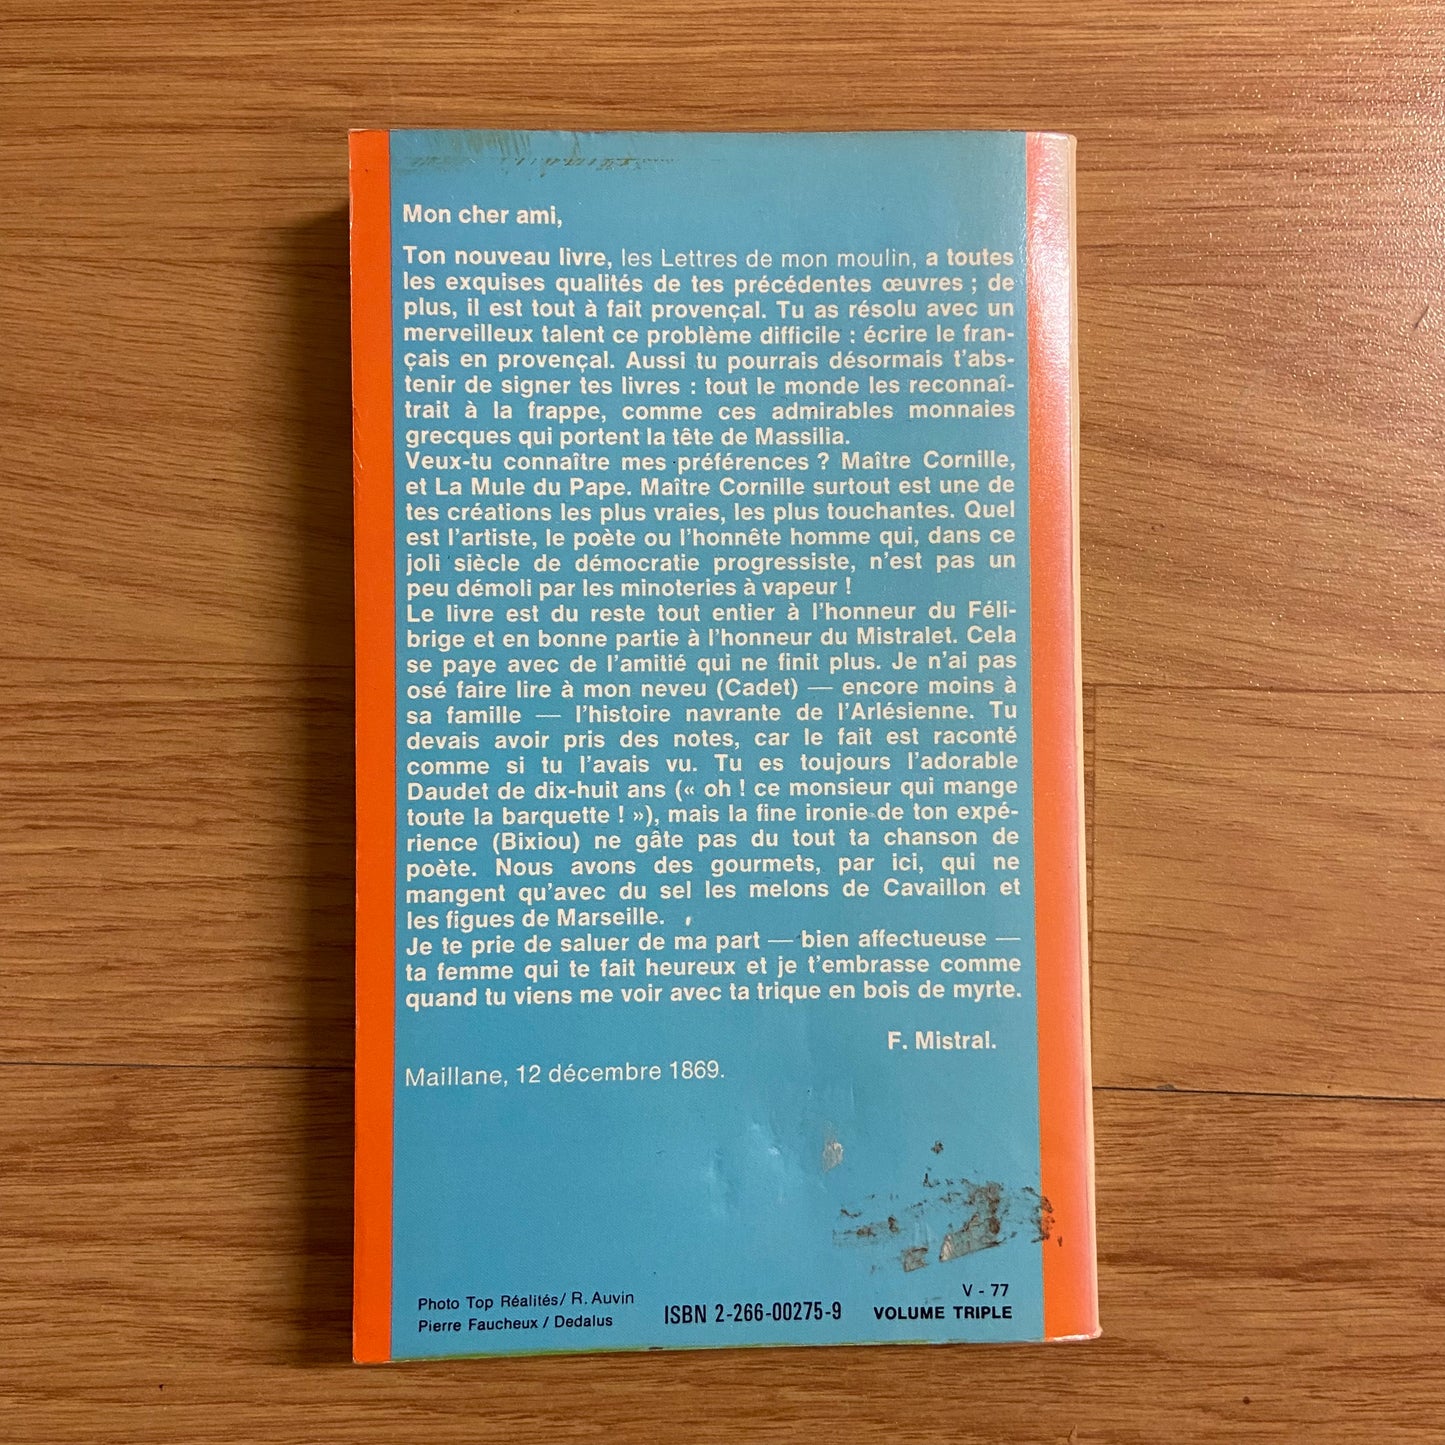 Mon cher ami,
Ton nouveau livre, les Lettres de mon moulin, a toutes
les exquises qualités de tes précédentes œuvres ; de
plus, il est tout à fait provençal. Tu as résolu avec un
merveilleux talent ce problème difficile : écrire le fran-
çais en provençal. Aussi tu pourrais désormais t'abs-
tenir de signer tes livres : tout le monde les reconnaî-
trait à la frappe, comme ces admirables monnaies
grecques qui portent la tête de Massilia.
Veux-tu connaître mes préférences ? Maître Cornille,
et La Mule du Pape. Maître Cornille surtout est une de
tes créations les plus vraies, les plus touchantes. Quel
est l'artiste, le poète ou l'honnête homme qui, dans ce
joli siècle de démocratie progressiste, n'est pas un
peu démoli par les minoteries à vapeur !
Le livre est du reste tout entier à l'honneur du Féli-
brige et en bonne partie à l'honneur du Mistralet. Cela
se paye avec de l'amitié qui ne finit plus. Je n'ai pas
osé faire lire à mon neveu (Cadet) — encore moins à
sa famille — l'histoire navrante de l'Arlésienne. Tu
devais avoir pris des notes, car le fait est raconté
comme si tu l'avais vu. Tu es toujours l'adorable
Daudet de dix-huit ans (« oh ! ce monsieur qui mange
toute la barquette ! »), mais la fine ironie de ton expé-
rience (Bixiou) ne gâte pas du tout ta chanson de
poète. Nous avons des gourmets, par ici, qui ne
mangent qu'avec du sel les melons de Cavaillon et
les figues de Marseille.
Je te prie de saluer de ma part — bien affectueuse —
ta femme qui te fait heureux et je t'embrasse comme
quand tu viens me voir avec ta trique en bois de myrte.
F. Mistral.
Maillane, 12 décembre 1869.
Photo Top Réalités/ R. Auvin
Pierre Faucheux / Dedalus
ISBN 2-266-00275-9
V - 77
VOLUME TRIPLE